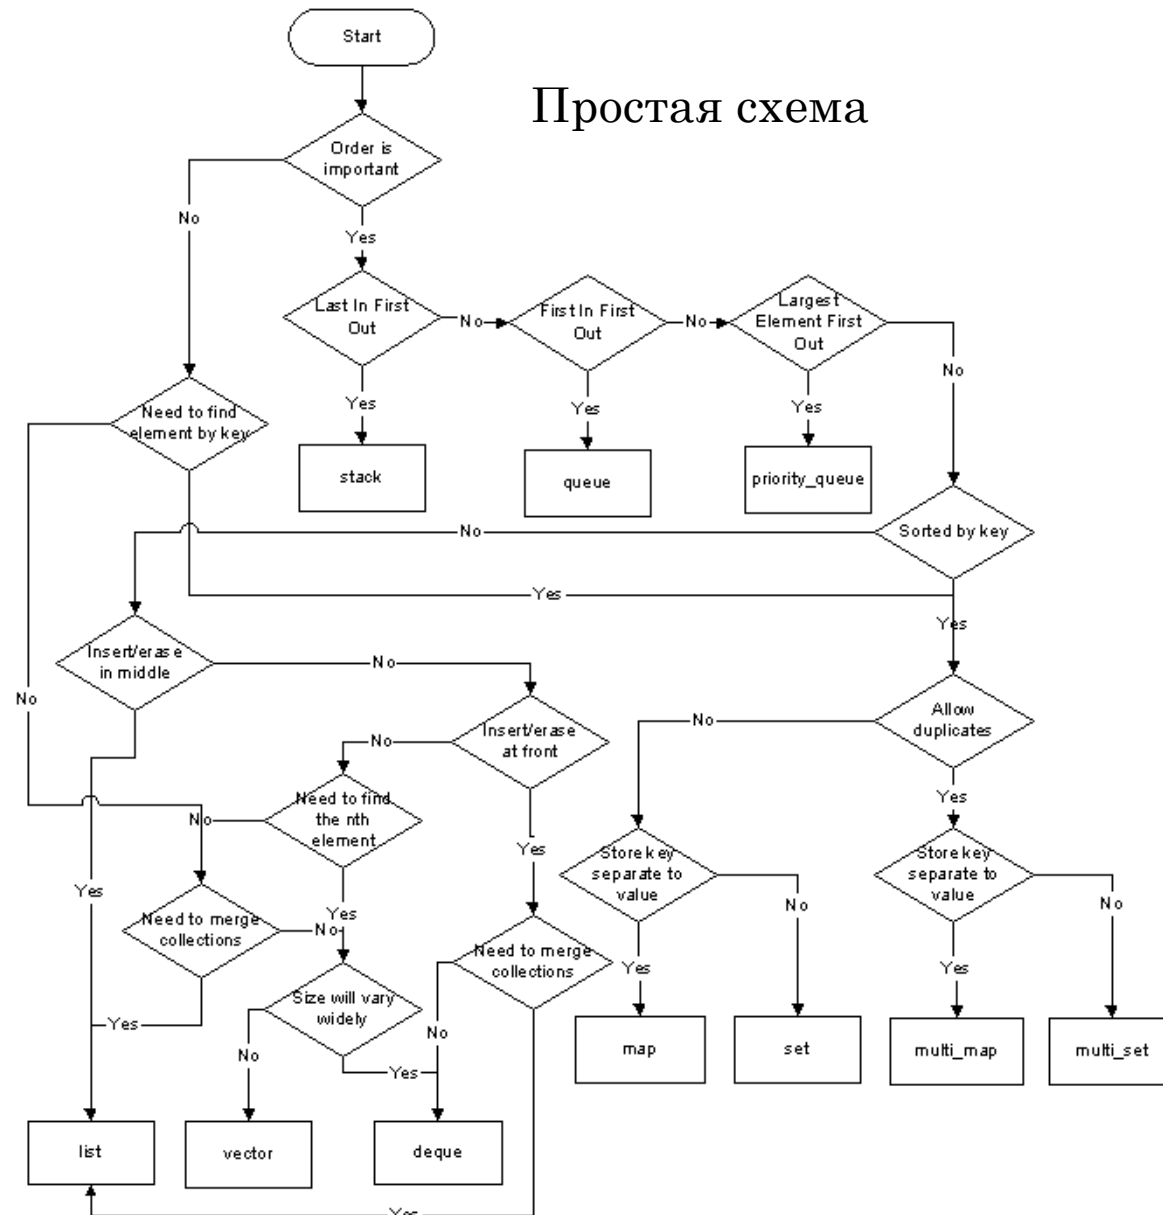 Start
Простая схема
Order is
important
No
Yes
Last In First
Out
No
First In First
Out
No
Largest
Element First
Out
No
Yes
Yes
Yes
Need to find
element by key
stack
queue
priority_queue
No
Sorted by key
Yes
Yes
Insert/erase
in middle
No
No
Insert/erase
at front
No
No
Allow
duplicates
Need to find
the nth
element
No
Yes
Yes
Store key
separate to
value
Store key
separate to
value
Yes
Yes
No
No
Need to merge
collections
No
Need to merge
collections
Yes
Yes
Size will vary
widely
Yes
No
No
Yes
map
set
multi_map
multi_set
list
vector
deque
Yes